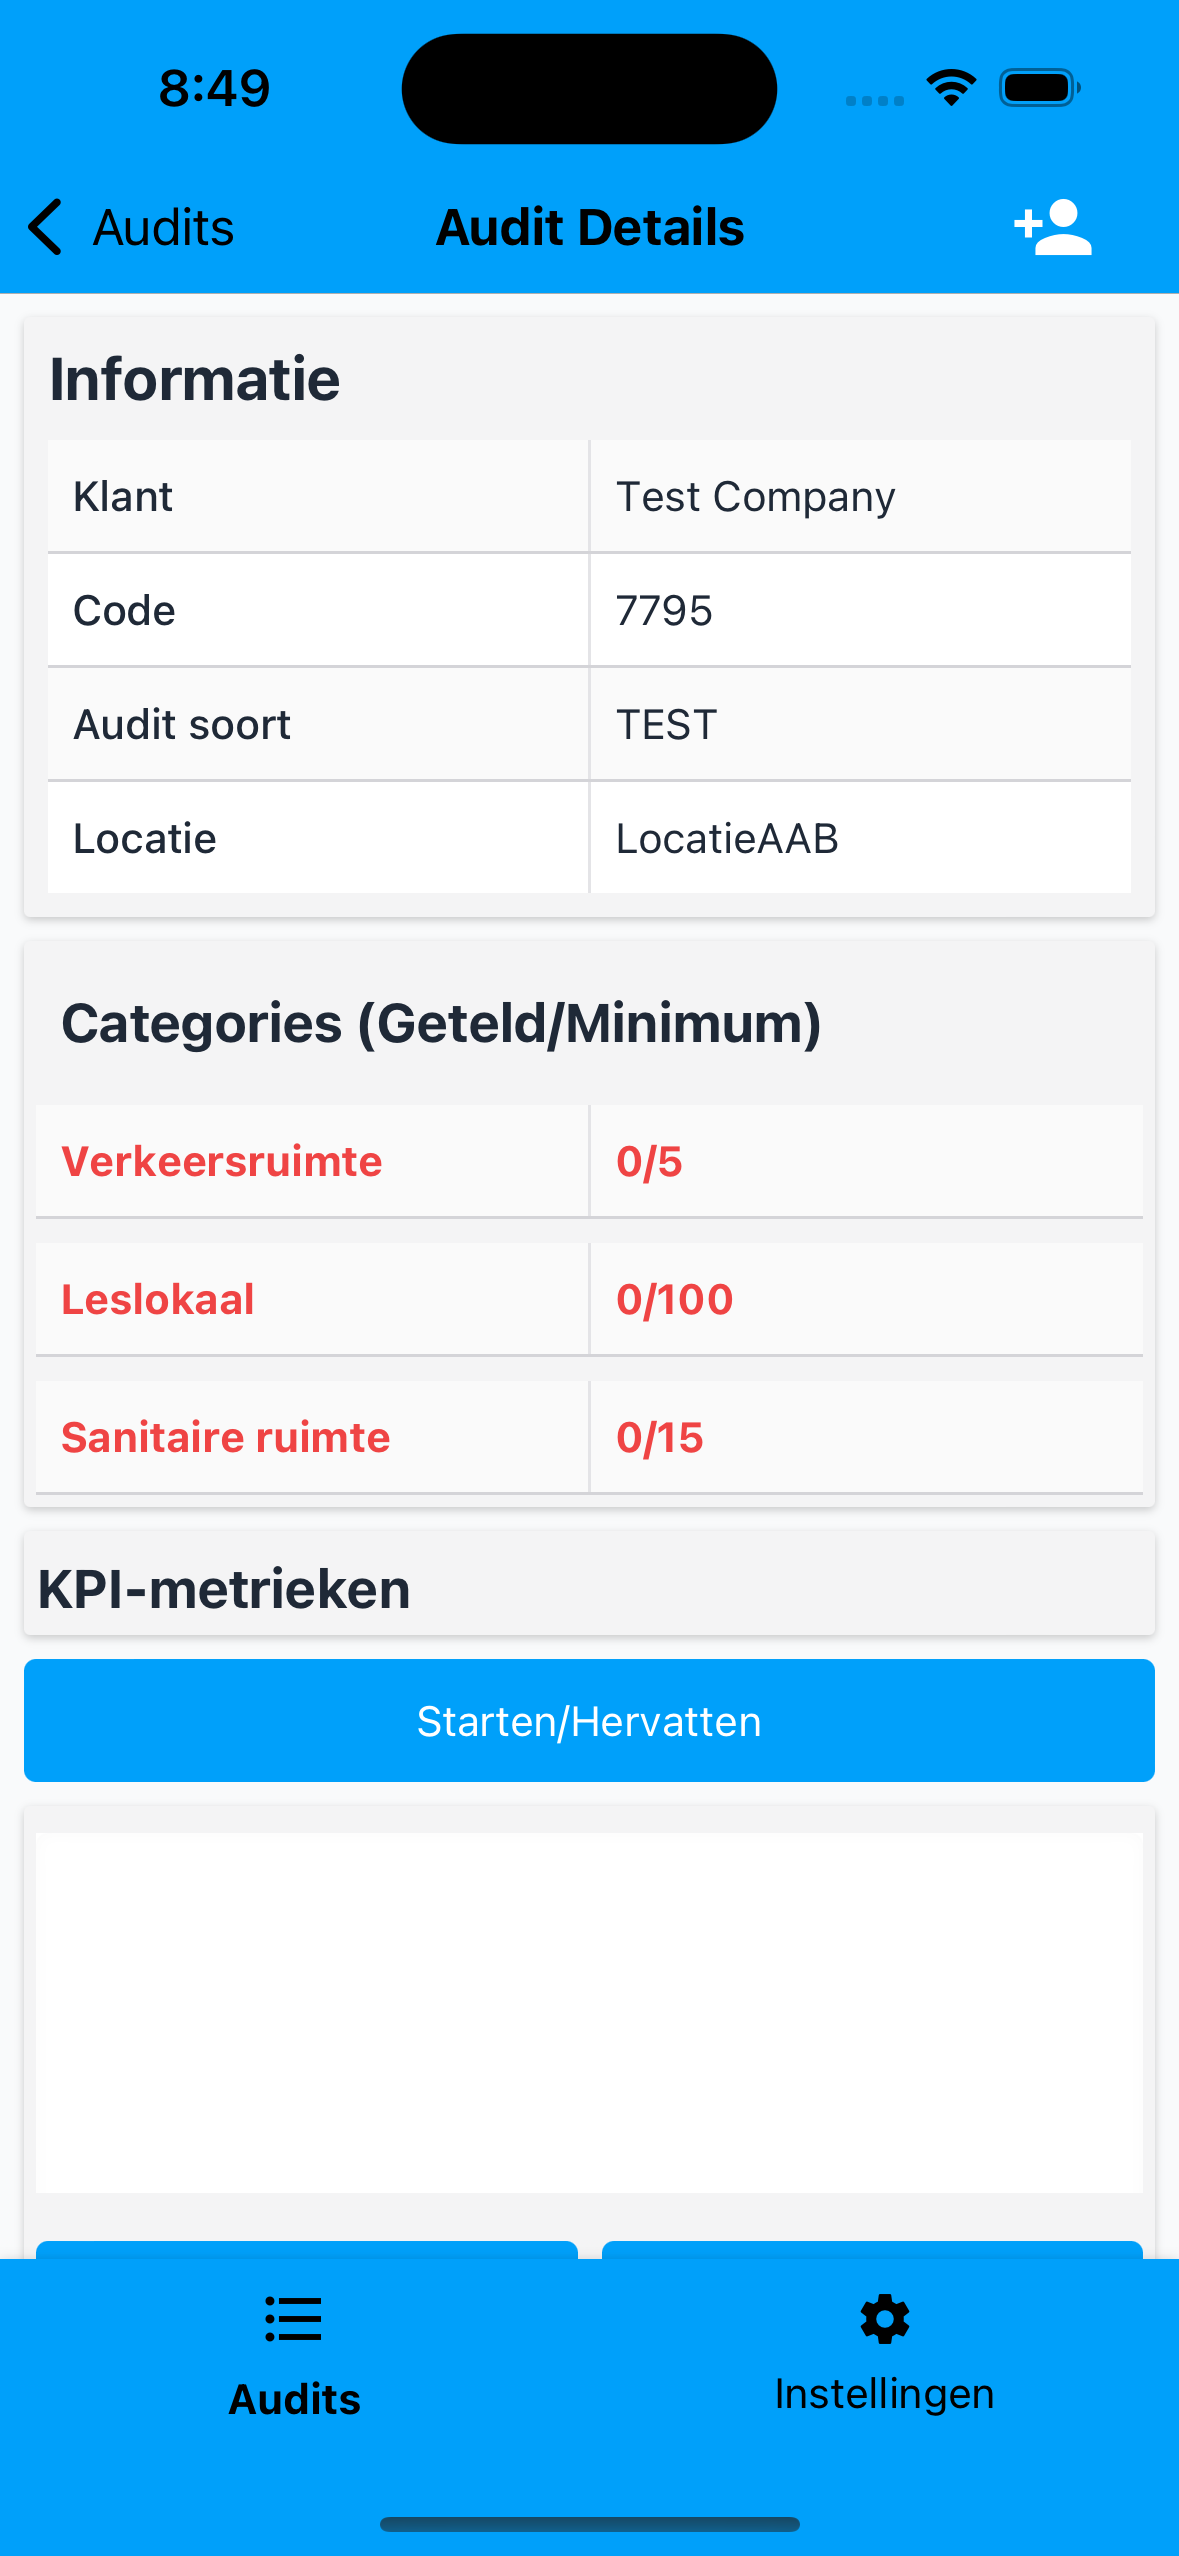 8:49
Audits
Audit Details
Informatie
Klant
Test Company
Code
7795
Audit soort
TEST
Locatie
LocatieAAB
Categories (Geteld/Minimum)
Verkeersruimte
0/5
Leslokaal
0/100
Sanitaire ruimte
0/15
KPI-metrieken
Starten/Hervatten
Audits
Instellingen